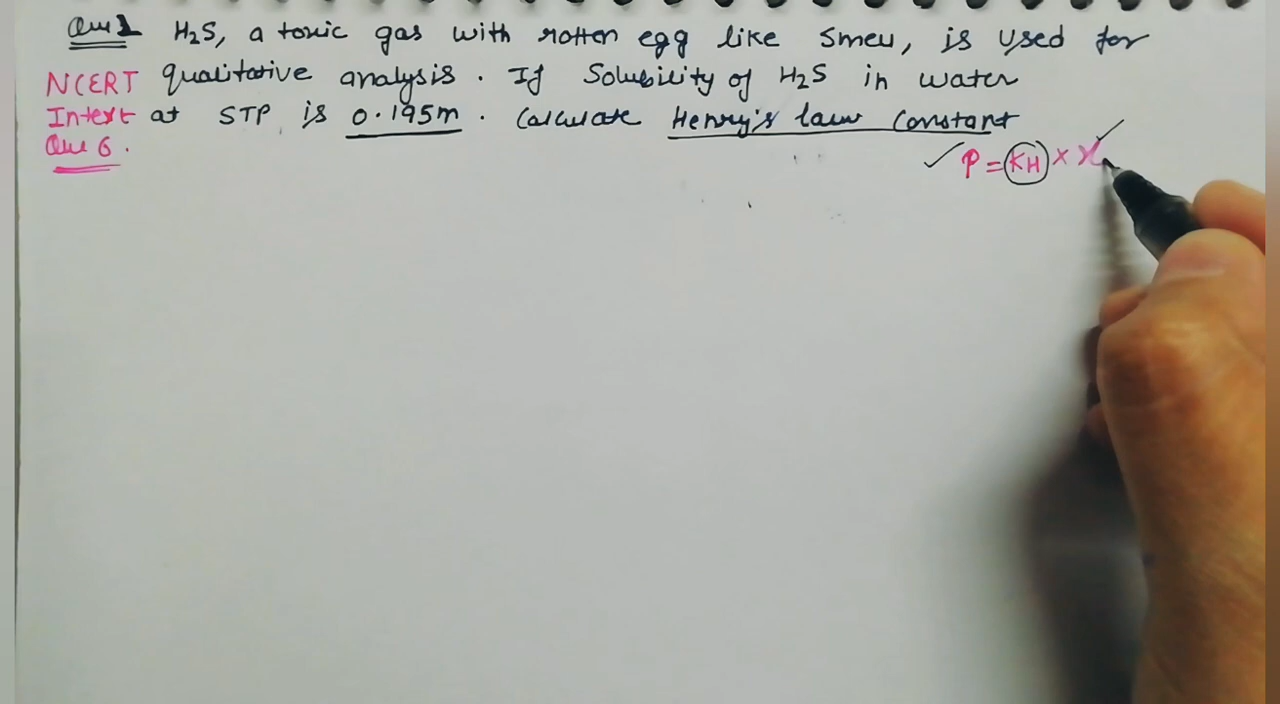 Que 1 H₂S, a toxic gas with rotten egg like smell, is used for
NCERT qualitative analysis. If Solubility of H₂S in water
Intext at STP is 0.195m. Calculate Henry's law Constant
Que 6.
P = KH × x